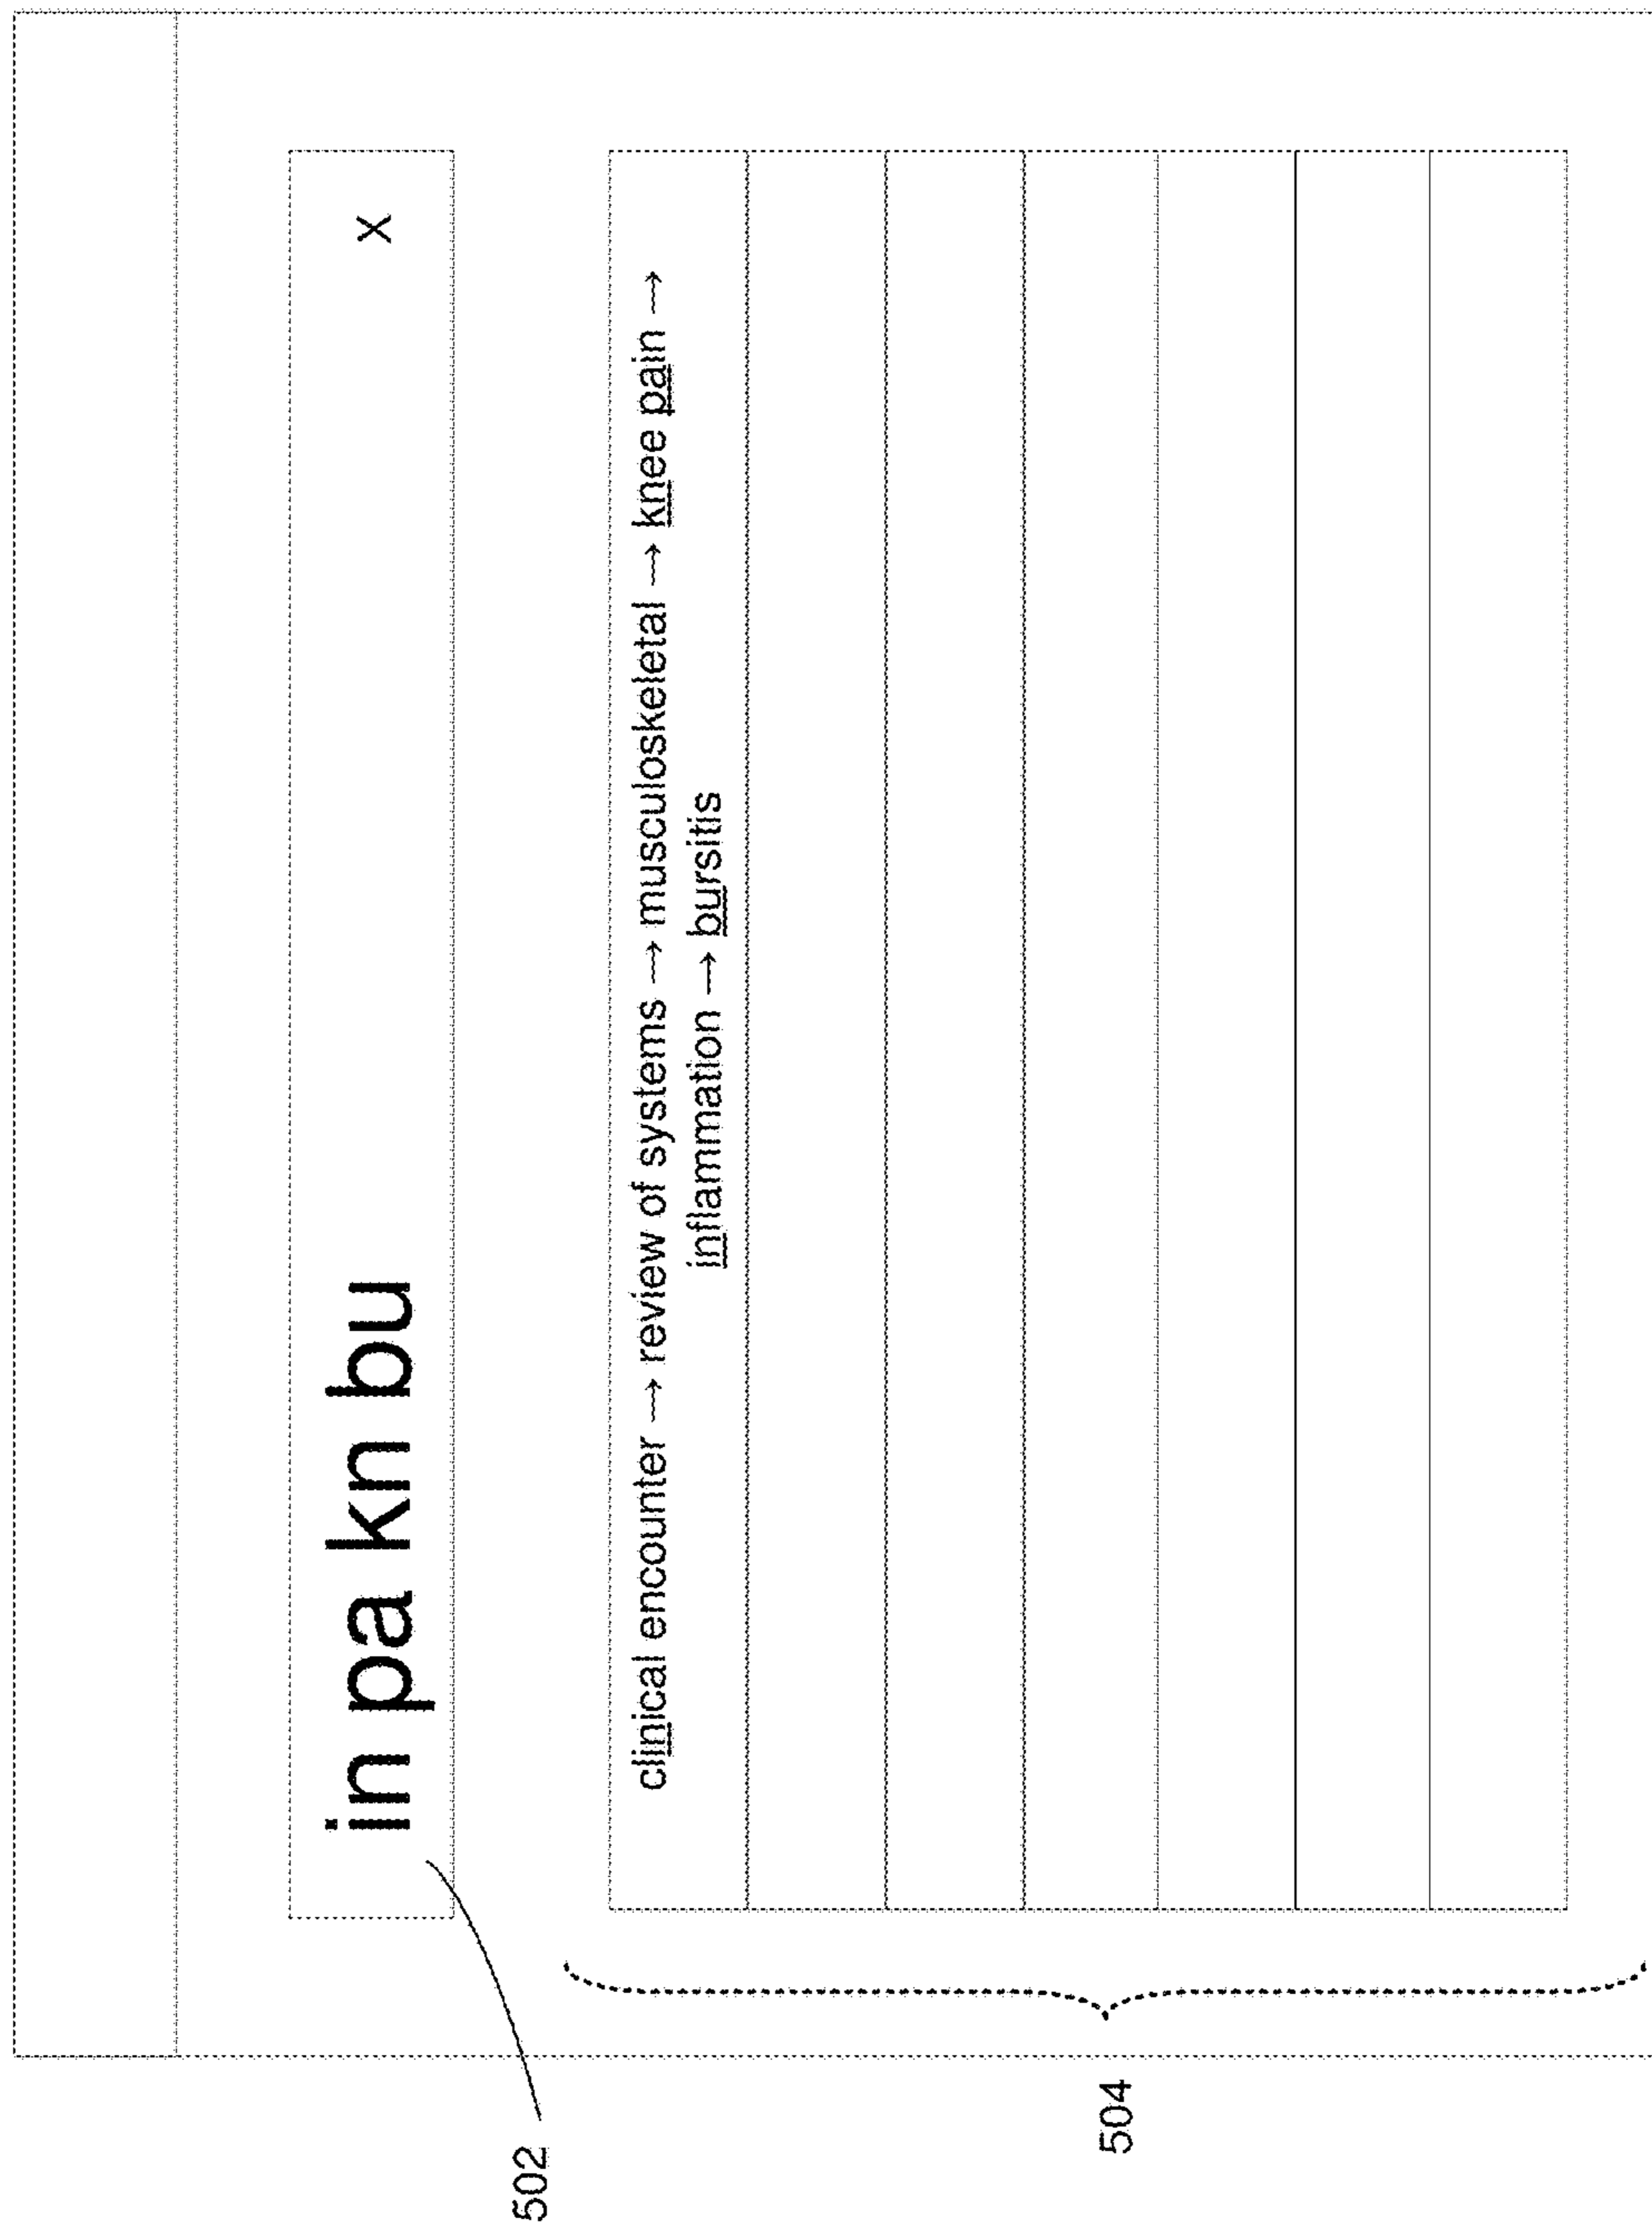 in pa kn bu X
clinical encounter → review of systems → musculoskeletal → knee pain →
inflammation → bursitis
502
504